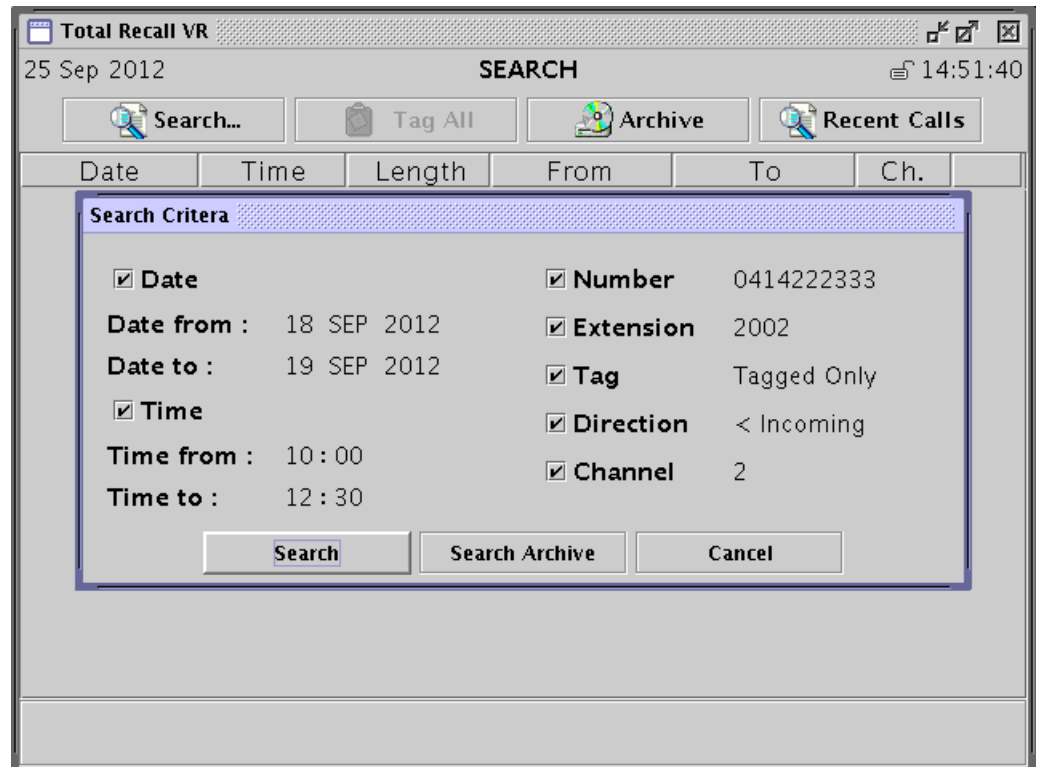 Total Recall VR
25 Sep 2012 SEARCH 14:51:40
Search... Tag All Archive Recent Calls
Date Time Length From To Ch.
Search Critera
Date
Date from : 18 SEP 2012
Date to : 19 SEP 2012
Time
Time from : 10:00
Time to : 12:30
Number 0414222333
Extension 2002
Tag Tagged Only
Direction < Incoming
Channel 2
Search Search Archive Cancel